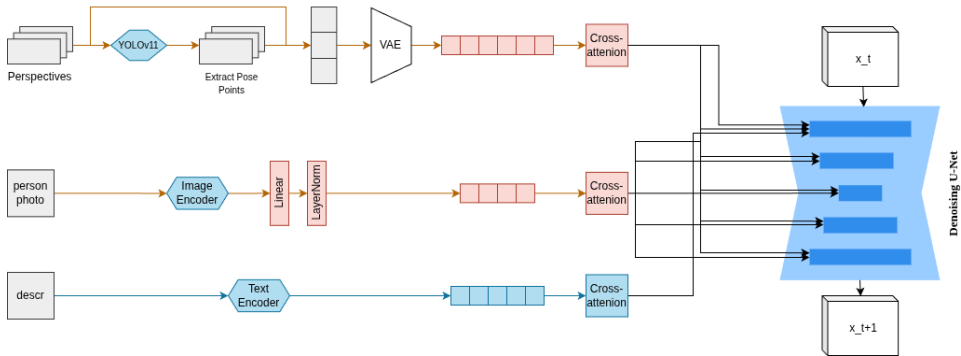 Perspectives
YOLOv11
Extract Pose
Points
VAE
Cross-
attenion
x_t
person
photo
Image
Encoder
Linear
LayerNorm
Cross-
attenion
Denoising U-Net
descr
Text
Encoder
Cross-
attenion
x_t+1